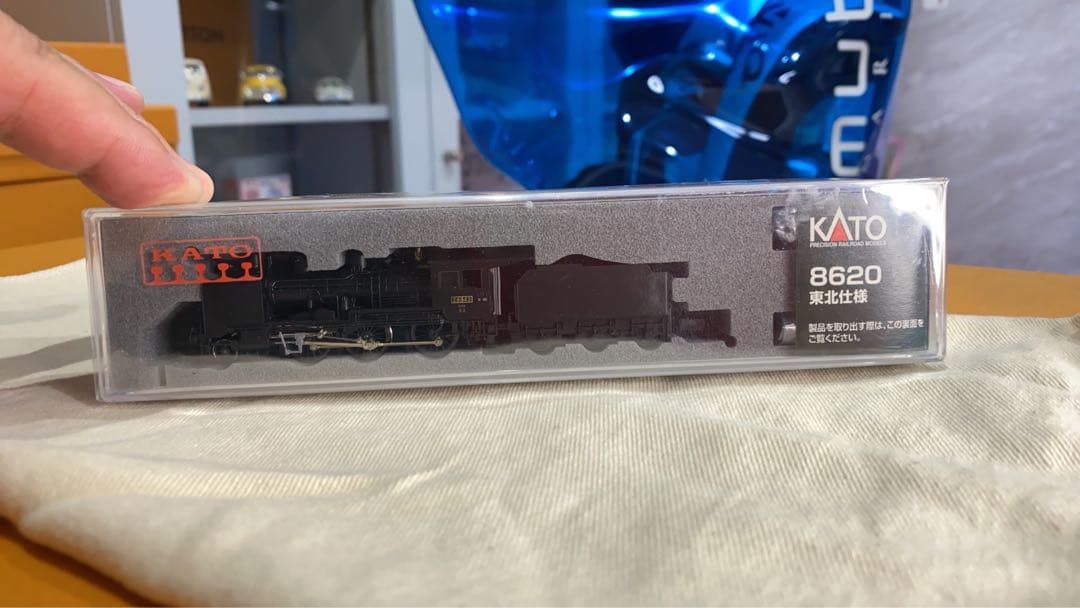 KATO
KATO
PRECISION RAILROAD MODELS
8620
東北仕様
製品を取り出す際は、この裏面を
ご覧ください。